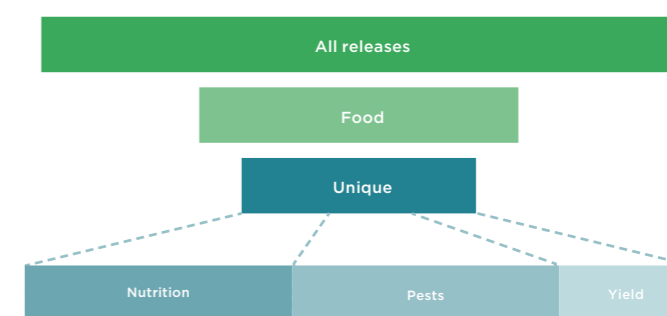 All releases
Food
Unique
Nutrition
Pests
Yield